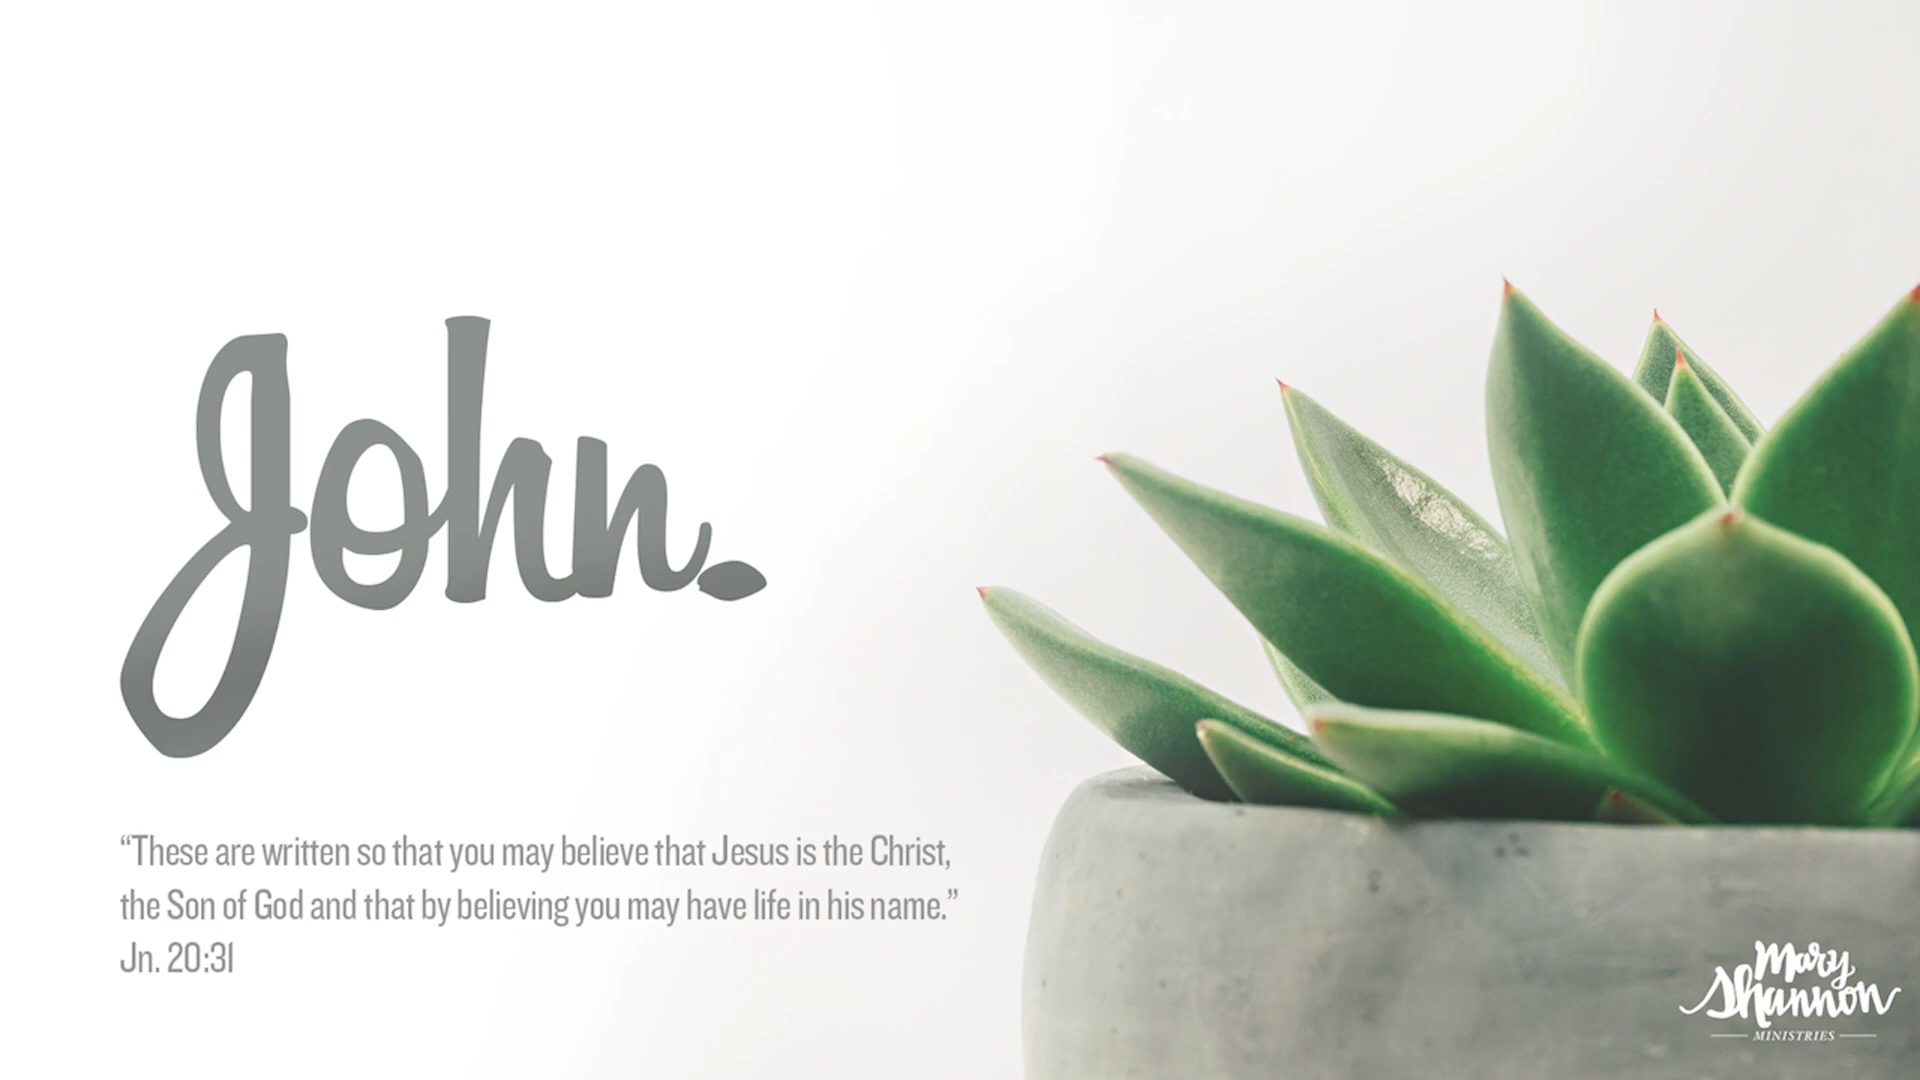 John.
“These are written so that you may believe that Jesus is the Christ,
the Son of God and that by believing you may have life in his name.”
Jn. 20:31
Mary
Shannon
MINISTRIES